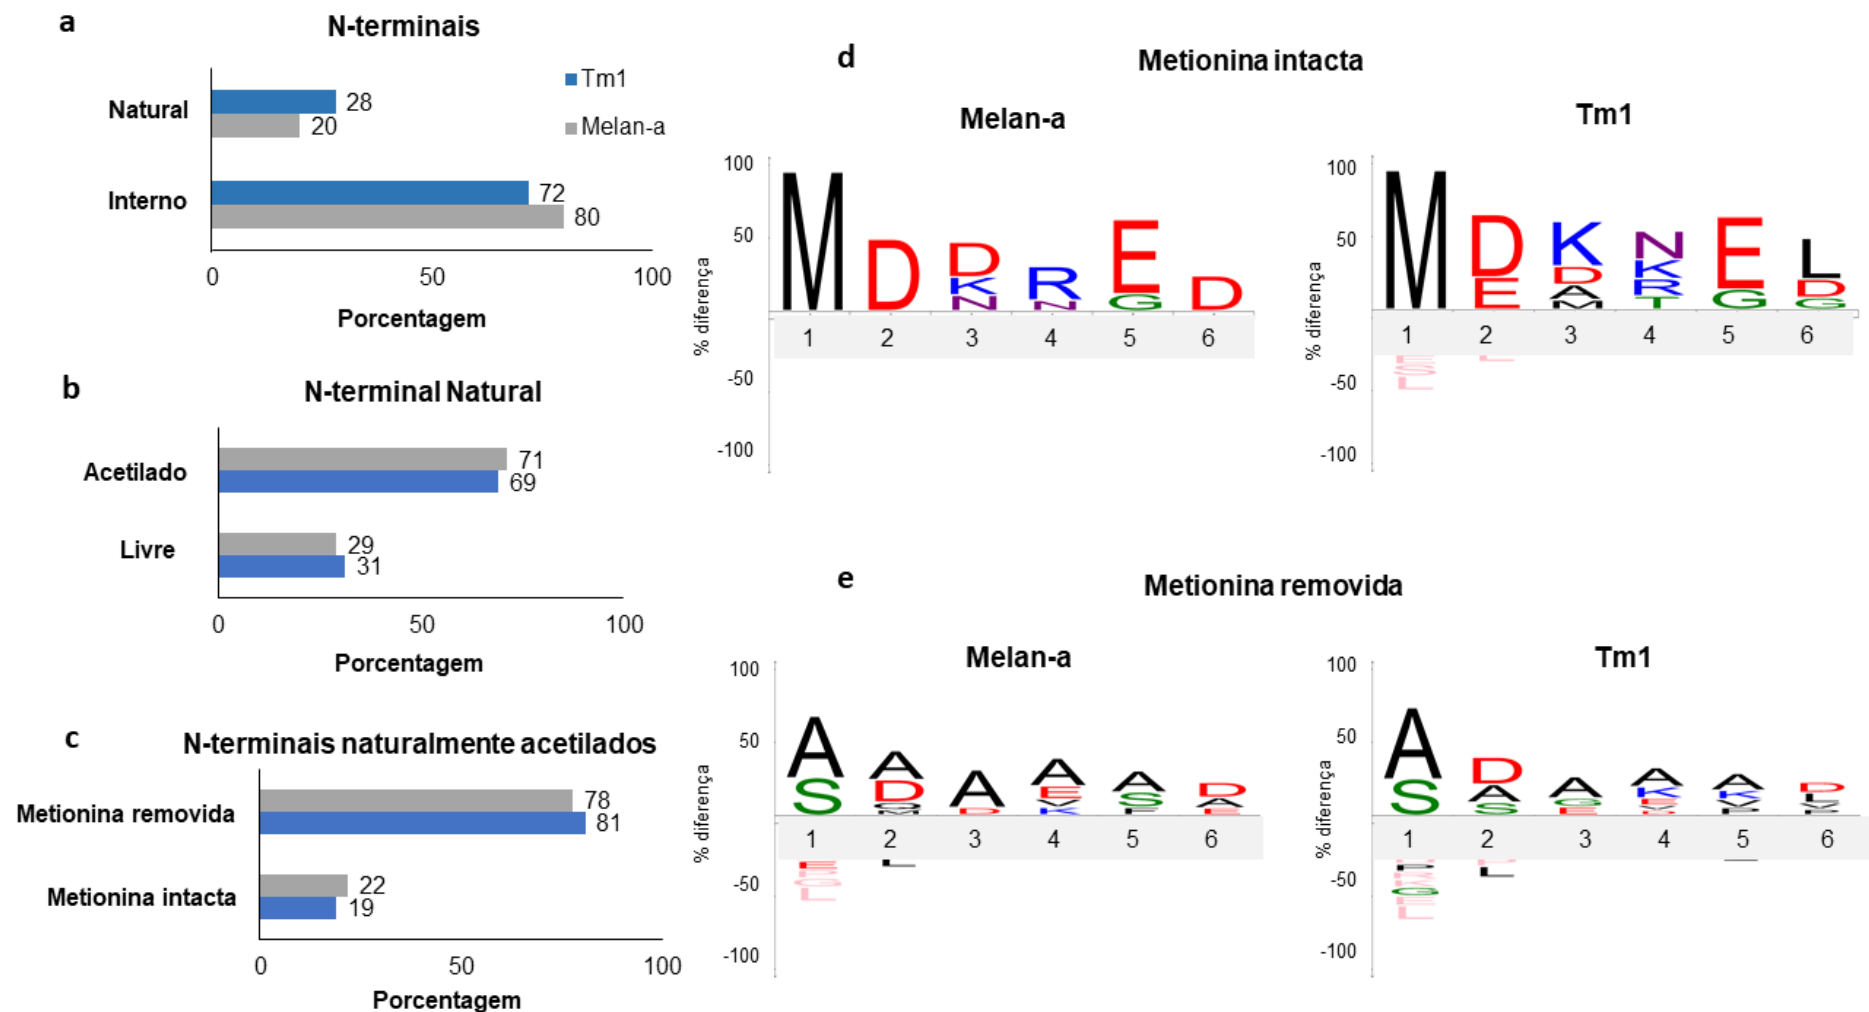 a
N-terminais
Tm1
Melan-a
Natural
28
20
Interno
72
80
0 50 100
Porcentagem
b
N-terminal Natural
Acetilado
71
69
Livre
29
31
0 50 100
Porcentagem
c
N-terminais naturalmente acetilados
Metionina removida
78
81
Metionina intacta
22
19
0 50 100
Porcentagem
d
Metionina intacta
Melan-a
100
50
-50
-100
% diferença
M D D R E D
K N G
N
1 2 3 4 5 6
Tm1
100
50
-50
-100
% diferença
M D K N E L
E D K G D
A R G
M T
1 2 3 4 5 6
S
L
e
Metionina removida
Melan-a
100
50
-50
-100
% diferença
A A A A A D
S D D E S A
1 2 3 4 5 6
L
Tm1
100
50
-50
-100
% diferença
A D A A A D
S A G K K L
S E
1 2 3 4 5 6
G
L